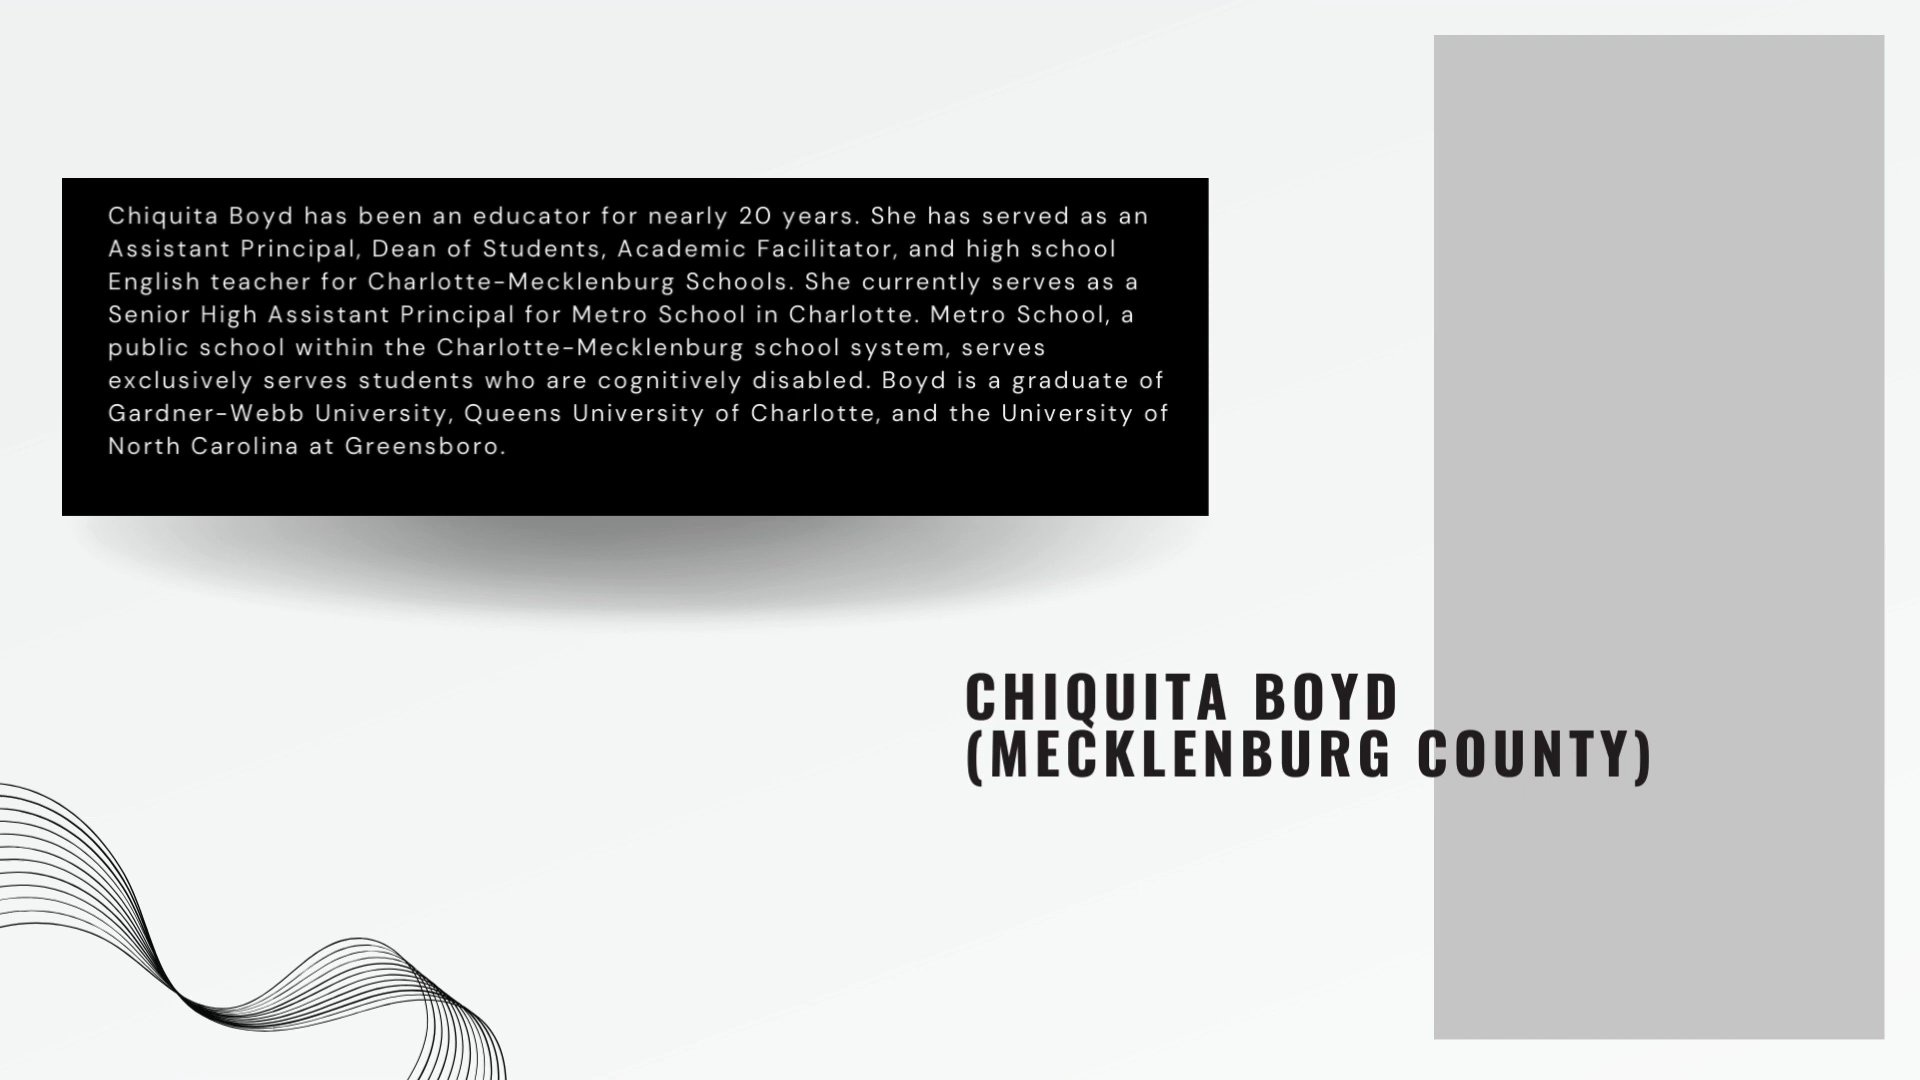 Chiquita Boyd has been an educator for nearly 20 years. She has served as an
Assistant Principal, Dean of Students, Academic Facilitator, and high school
English teacher for Charlotte-Mecklenburg Schools. She currently serves as a
Senior High Assistant Principal for Metro School in Charlotte. Metro School, a
public school within the Charlotte-Mecklenburg school system, serves
exclusively serves students who are cognitively disabled. Boyd is a graduate of
Gardner-Webb University, Queens University of Charlotte, and the University of
North Carolina at Greensboro.
CHIQUITA BOYD
(MECKLENBURG COUNTY)